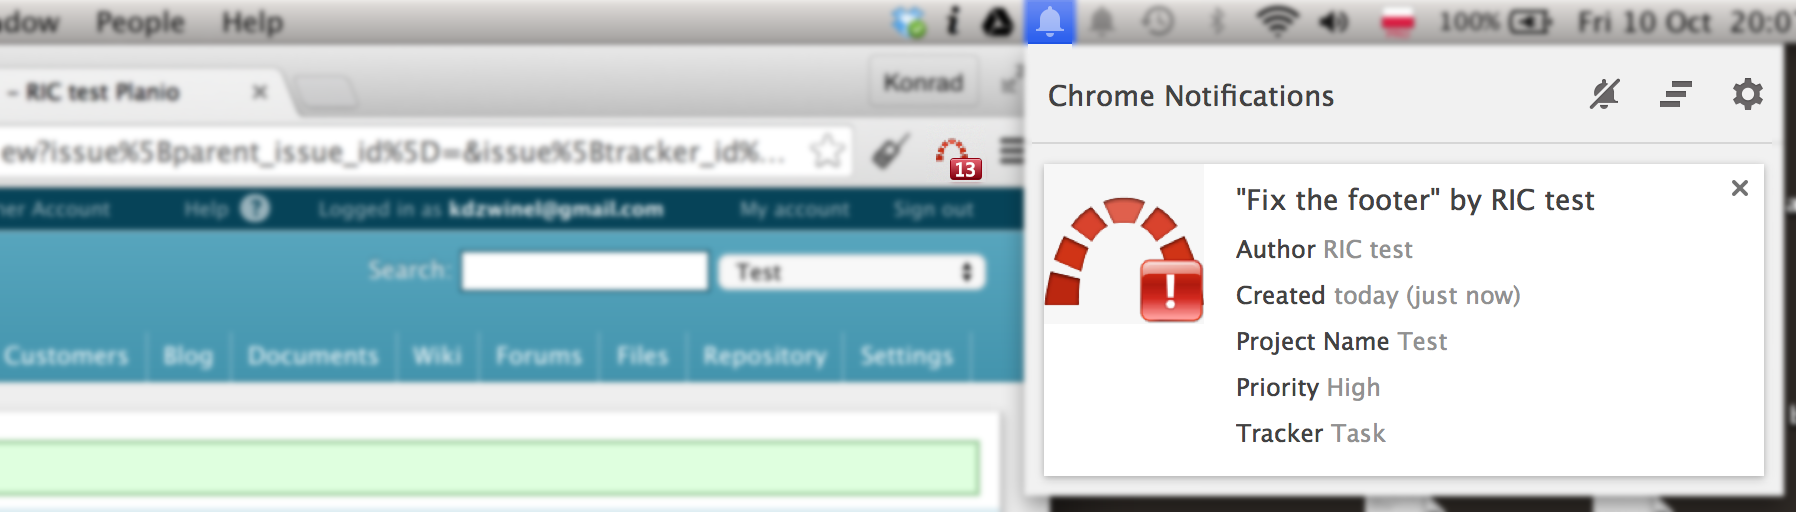 ndow People Help 100% Fri 10 Oct 20:0
– RIC test Planio Konrad
Chrome Notifications
ew?issue%5Bparent_issue_id%5D=&issue%5Btracker_id%...
13
"Fix the footer" by RIC test
ner Account Help ? Logged in as kdzwinel@gmail.com My account Sign out
Author RIC test
Search: Test
Created today (just now)
Project Name Test
Customers Blog Documents Wiki Forums Files Repository Settings
Priority High
Tracker Task